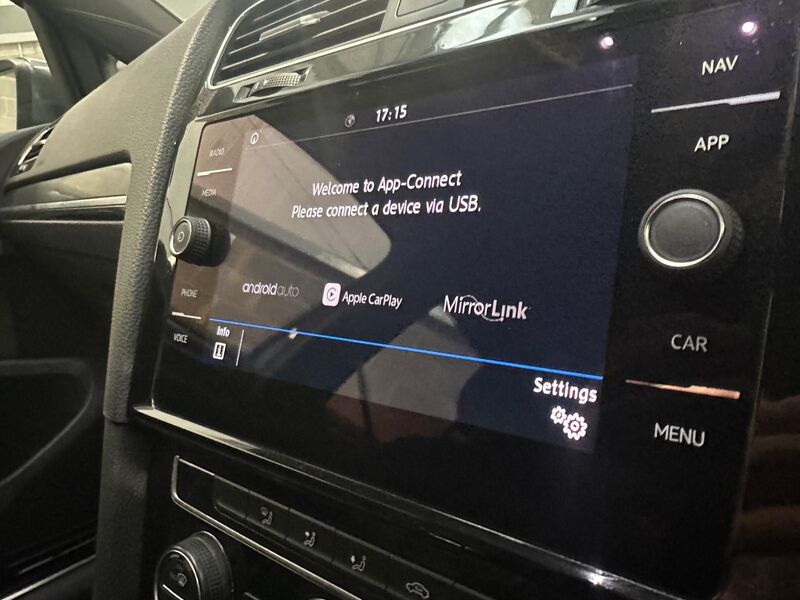 17:15
Welcome to App-Connect
Please connect a device via USB.
androidauto
Apple CarPlay
MirrorLink
Info
Settings
RADIO
MEDIA
PHONE
VOICE
NAV
APP
CAR
MENU